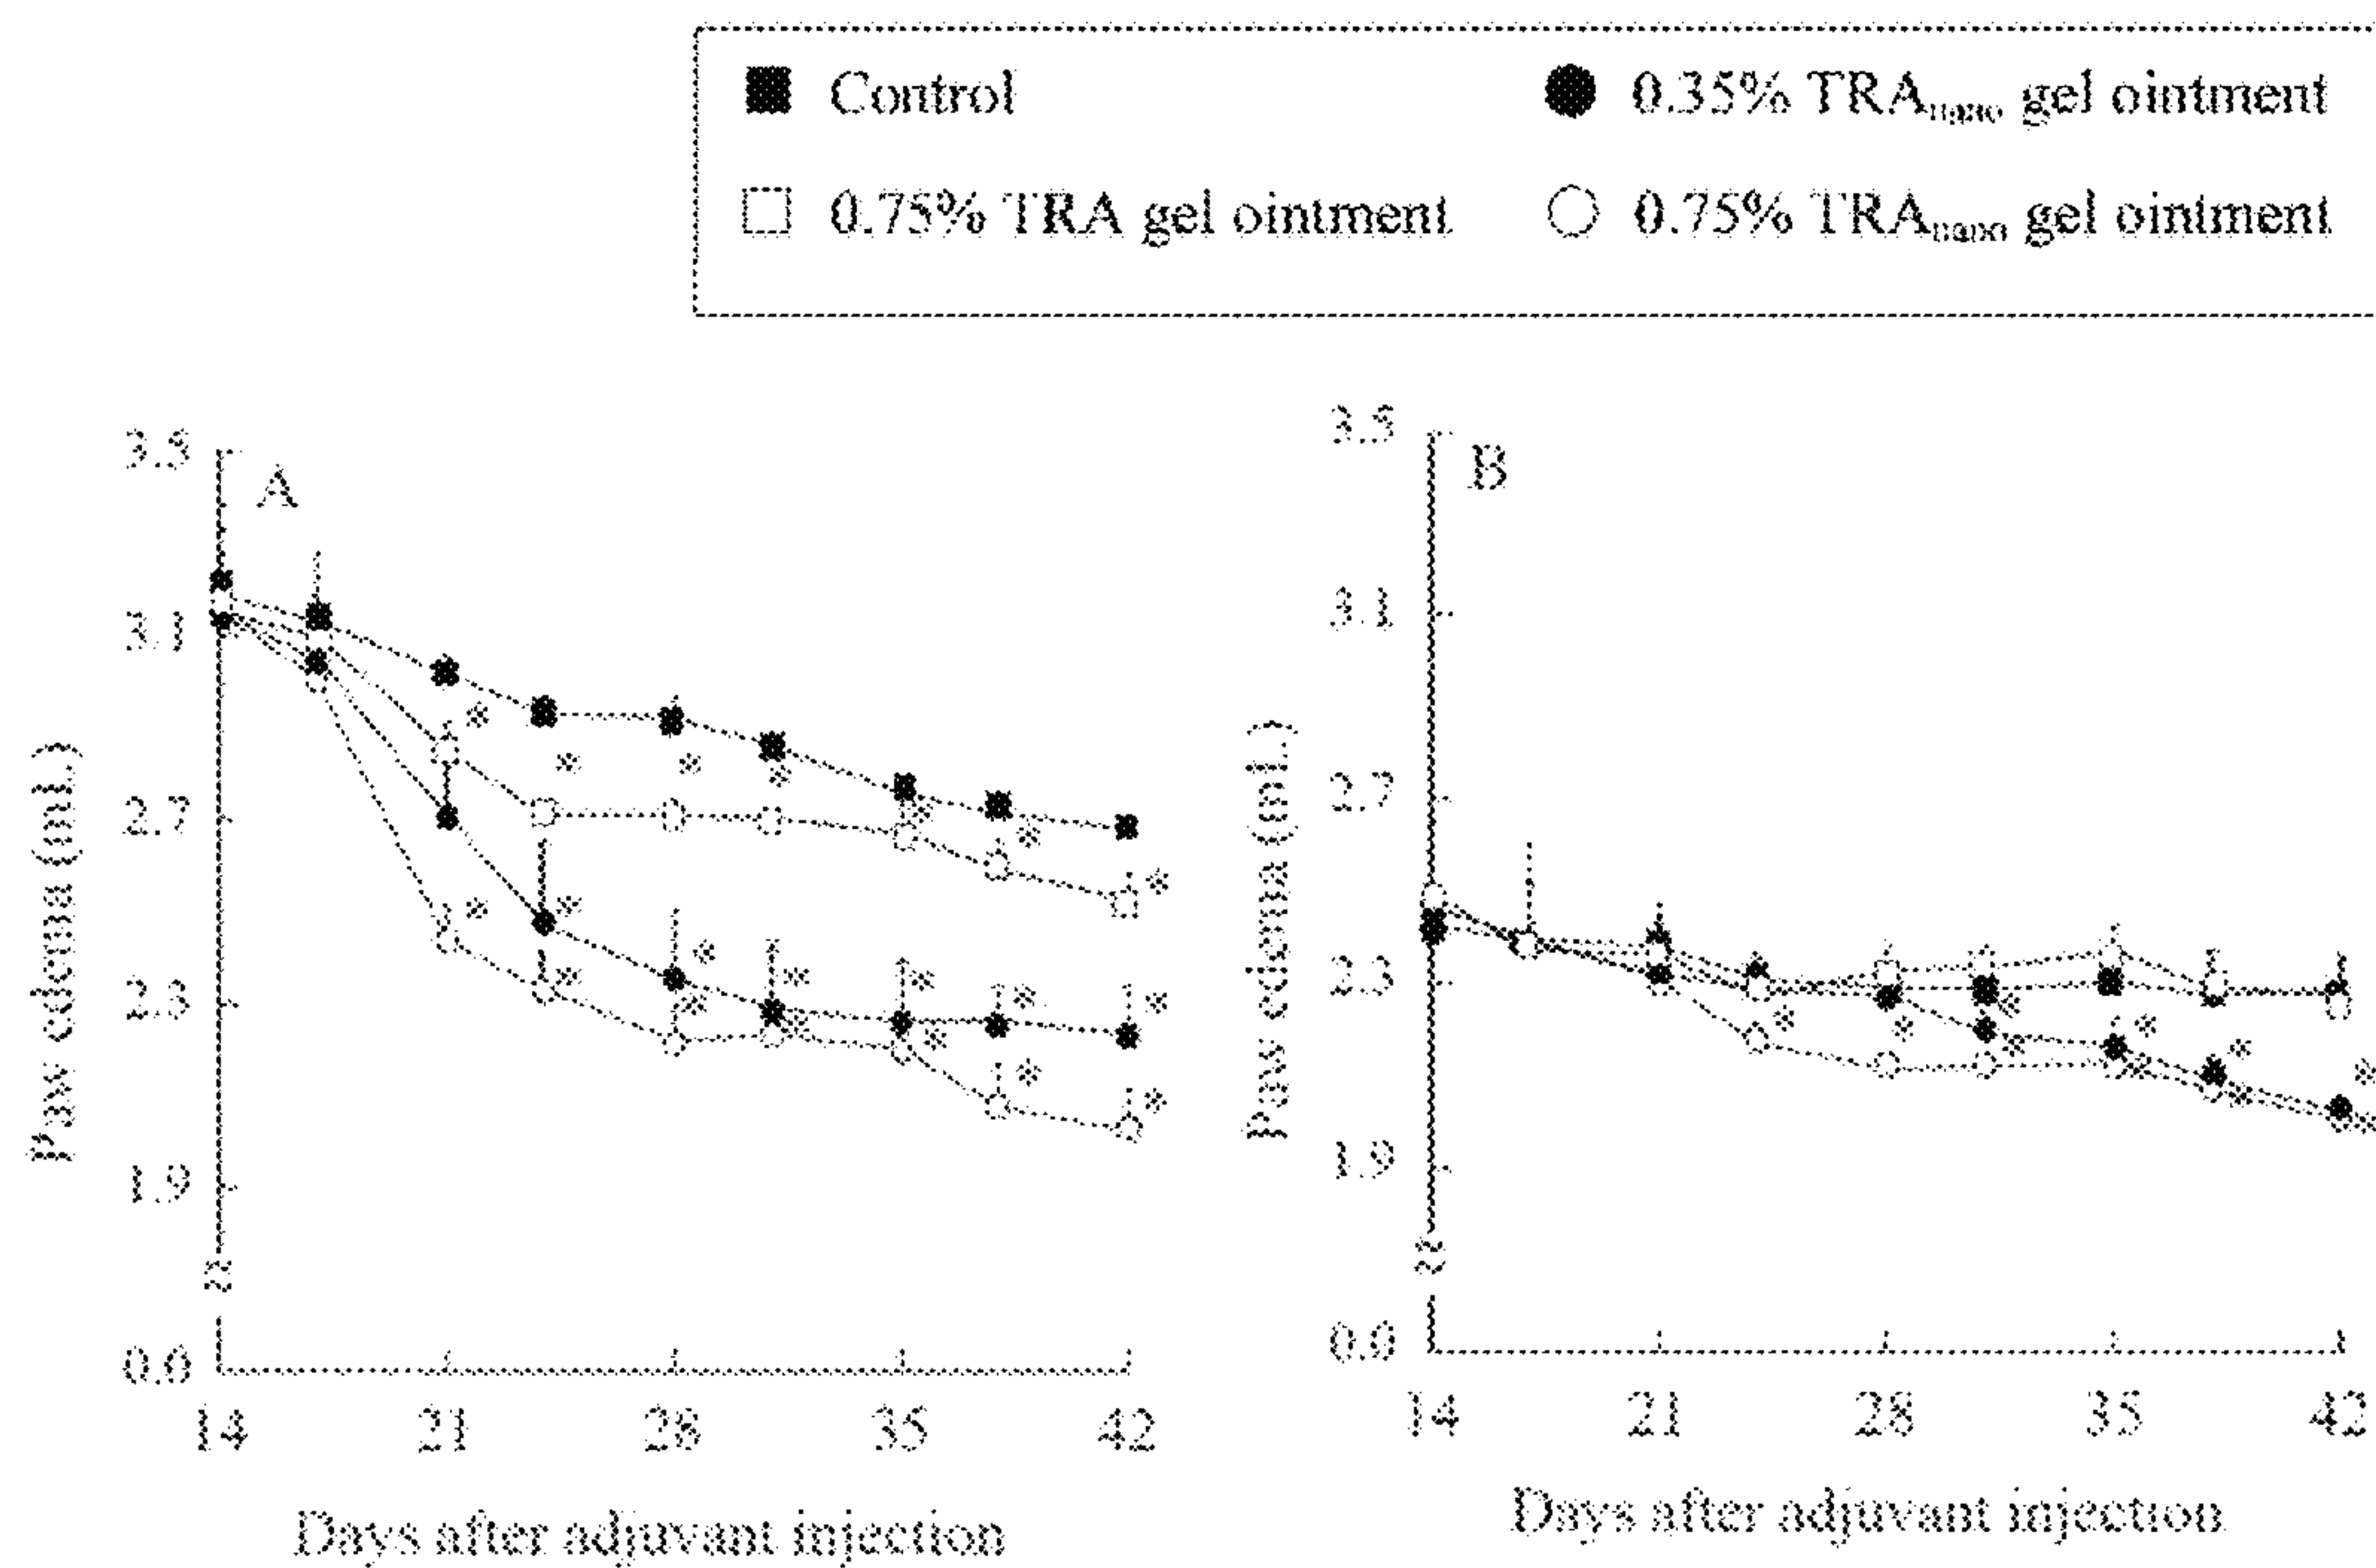 Control
0.35% TRAnano gel ointment
0.75% TRA gel ointment
0.75% TRAnano gel ointment
A
3.5
3.1
2.7
2.3
1.9
0.0
Paw edema (mL)
14 21 28 35 42
Days after adjuvant injection
B
3.5
3.1
2.7
2.3
1.9
0.0
Paw edema (mL)
14 21 28 35 42
Days after adjuvant injection